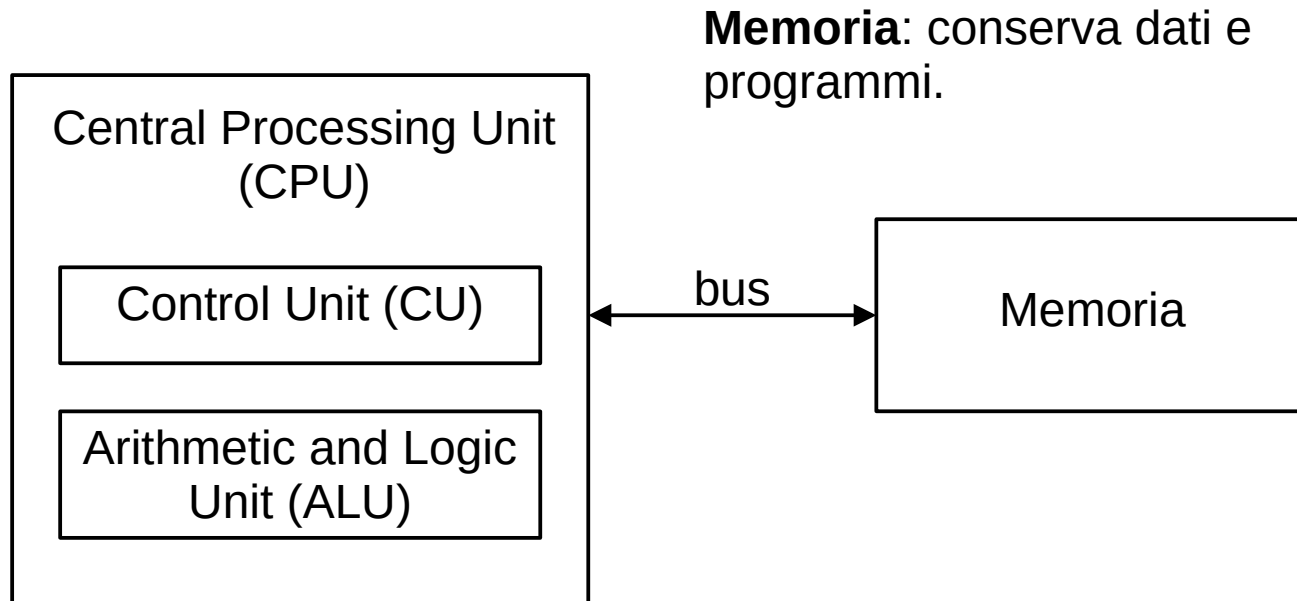 Memoria: conserva dati e
programmi.
Central Processing Unit
(CPU)
Control Unit (CU)
Arithmetic and Logic
Unit (ALU)
bus
Memoria